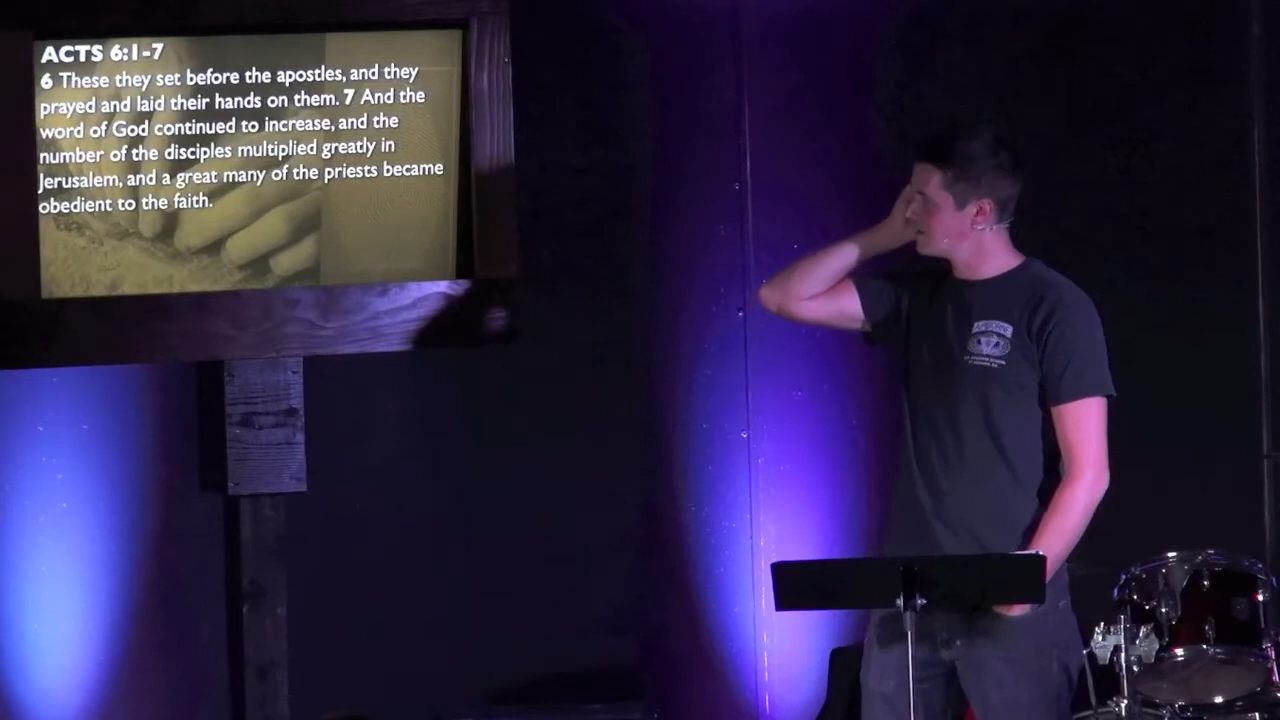 ACTS 6:1-7
6 These they set before the apostles, and they
prayed and laid their hands on them. 7 And the
word of God continued to increase, and the
number of the disciples multiplied greatly in
Jerusalem, and a great many of the priests became
obedient to the faith.
AIRBORNE